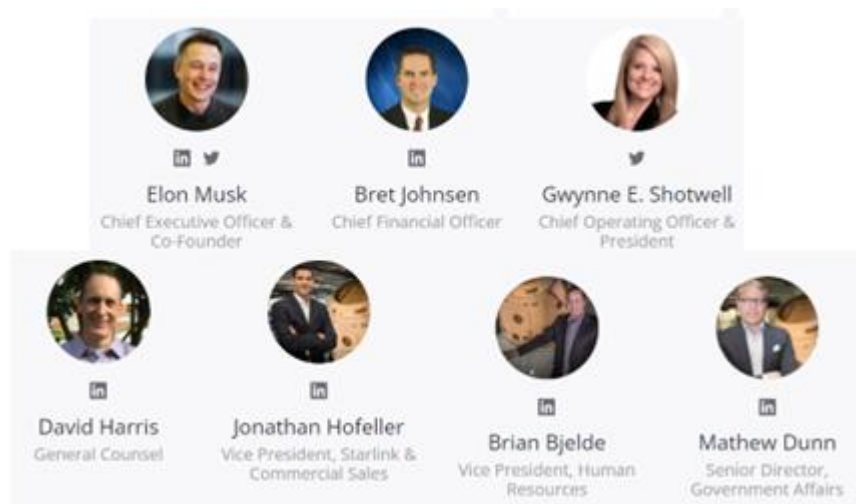 Elon Musk
Chief Executive Officer &
Co-Founder
Bret Johnsen
Chief Financial Officer
Gwynne E. Shotwell
Chief Operating Officer &
President
David Harris
General Counsel
Jonathan Hofeller
Vice President, Starlink &
Commercial Sales
Brian Bjelde
Vice President, Human
Resources
Mathew Dunn
Senior Director,
Government Affairs